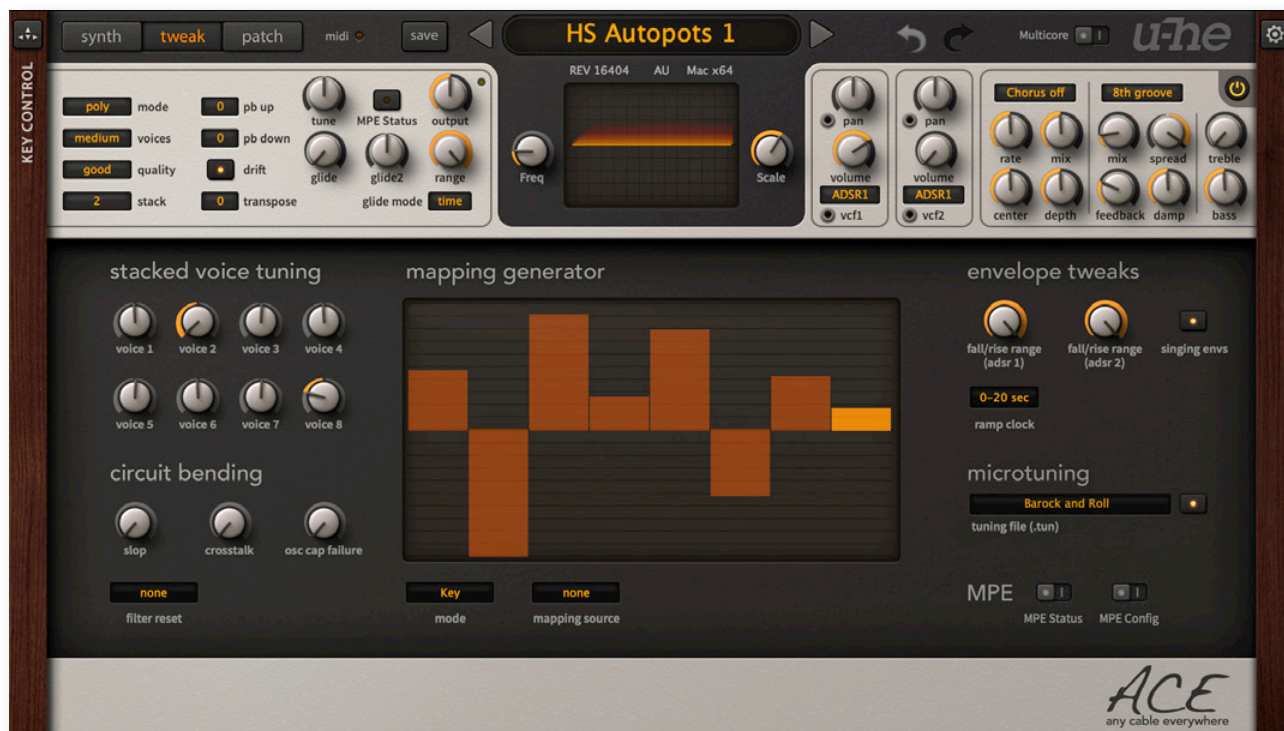 synth tweak patch midi save HS Autopots 1 Multicore u-he
KEY CONTROL
REV 16404 AU Mac x64
poly mode 0 pb up tune MPE Status output
medium voices 0 pb down
good quality drift glide glide2 range
2 stack 0 transpose glide mode time
Freq Scale
pan pan
volume volume
ADSR1 ADSR1
vcf1 vcf2
Chorus off 8th groove
rate mix mix spread treble
center depth feedback damp bass
stacked voice tuning
voice 1 voice 2 voice 3 voice 4
voice 5 voice 6 voice 7 voice 8
circuit bending
slop crosstalk osc cap failure
none
filter reset
mapping generator
Key none
mode mapping source
envelope tweaks
fall/rise range (adsr 1) fall/rise range (adsr 2) singing envs
0-20 sec
ramp clock
microtuning
Barock and Roll
tuning file (.tun)
MPE
MPE Status MPE Config
ACE
any cable everywhere